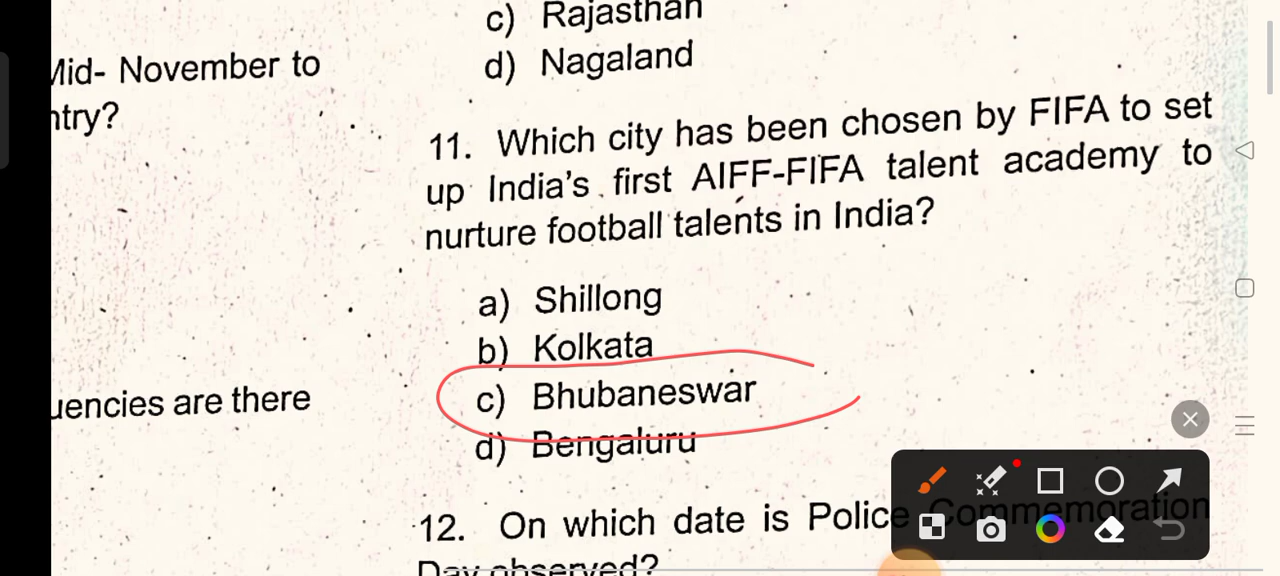 Mid- November to
ntry?
uencies are there
c) Rajasthan
d) Nagaland
11. Which city has been chosen by FIFA to set
up India's first AIFF-FIFA talent academy to
nurture football talents in India?
a) Shillong
b) Kolkata
c) Bhubaneswar
d) Bengaluru
12. On which date is Police Commemoration
Day observed?